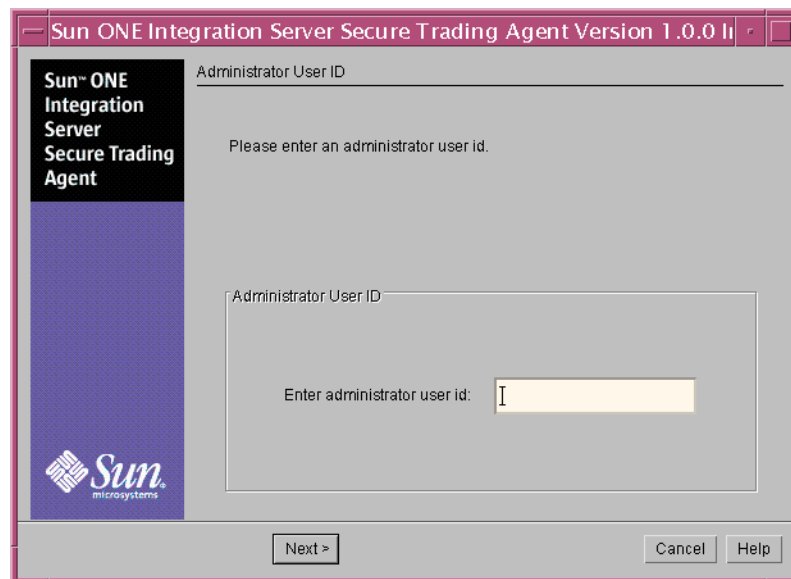 Sun ONE Integration Server Secure Trading Agent Version 1.0.0
Sun™ ONE
Integration
Server
Secure Trading
Agent
Administrator User ID
Please enter an administrator user id.
Administrator User ID
Enter administrator user id:
Sun.
microsystems
Next >
Cancel
Help